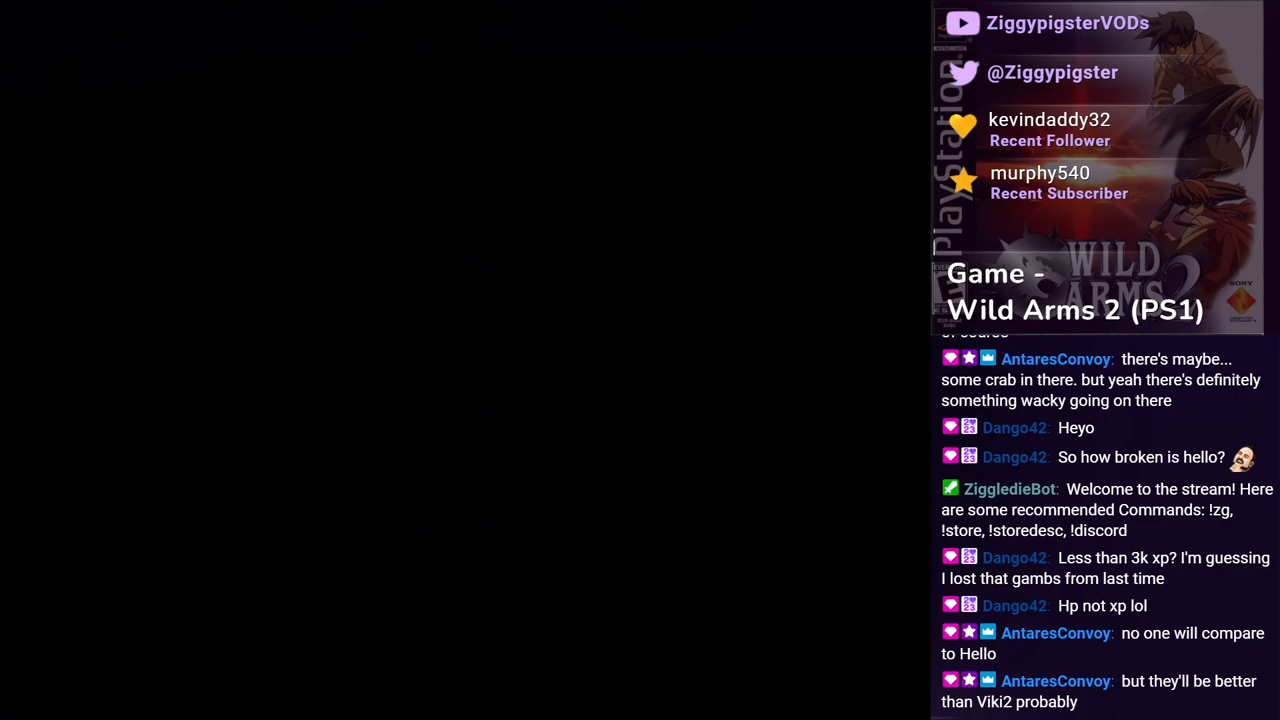 ZiggypigsterVODs
@Ziggypigster
kevindaddy32
Recent Follower
murphy540
Recent Subscriber
PlayStation
WILD
ARMS 2
SONY
Game -
Wild Arms 2 (PS1)
AntaresConvoy: there's maybe...
some crab in there. but yeah there's definitely
something wacky going on there
Dango42: Heyo
Dango42: So how broken is hello?
ZiggledieBot: Welcome to the stream! Here
are some recommended Commands: !zg,
!store, !storedesc, !discord
Dango42: Less than 3k xp? I'm guessing
I lost that gambs from last time
Dango42: Hp not xp lol
AntaresConvoy: no one will compare
to Hello
AntaresConvoy: but they'll be better
than Viki2 probably